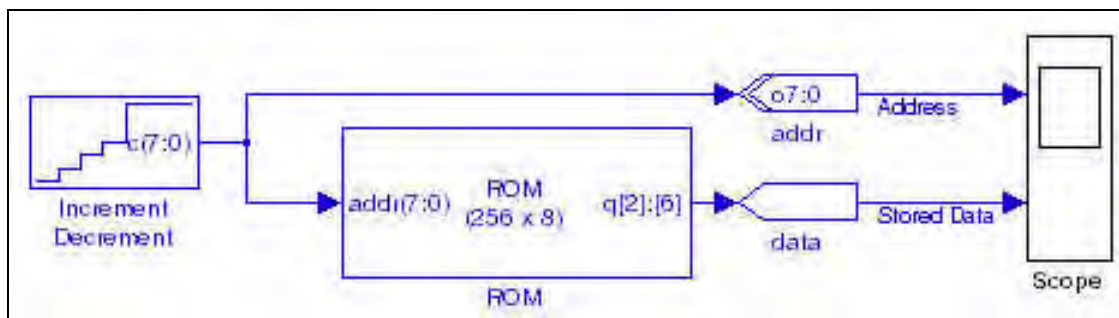 c(7:0)
Increment
Decrement
addr(7:0)
ROM
(256 x 8)
q[2]:[6]
ROM
o7:0
addr
Address
data
Stored Data
Scope